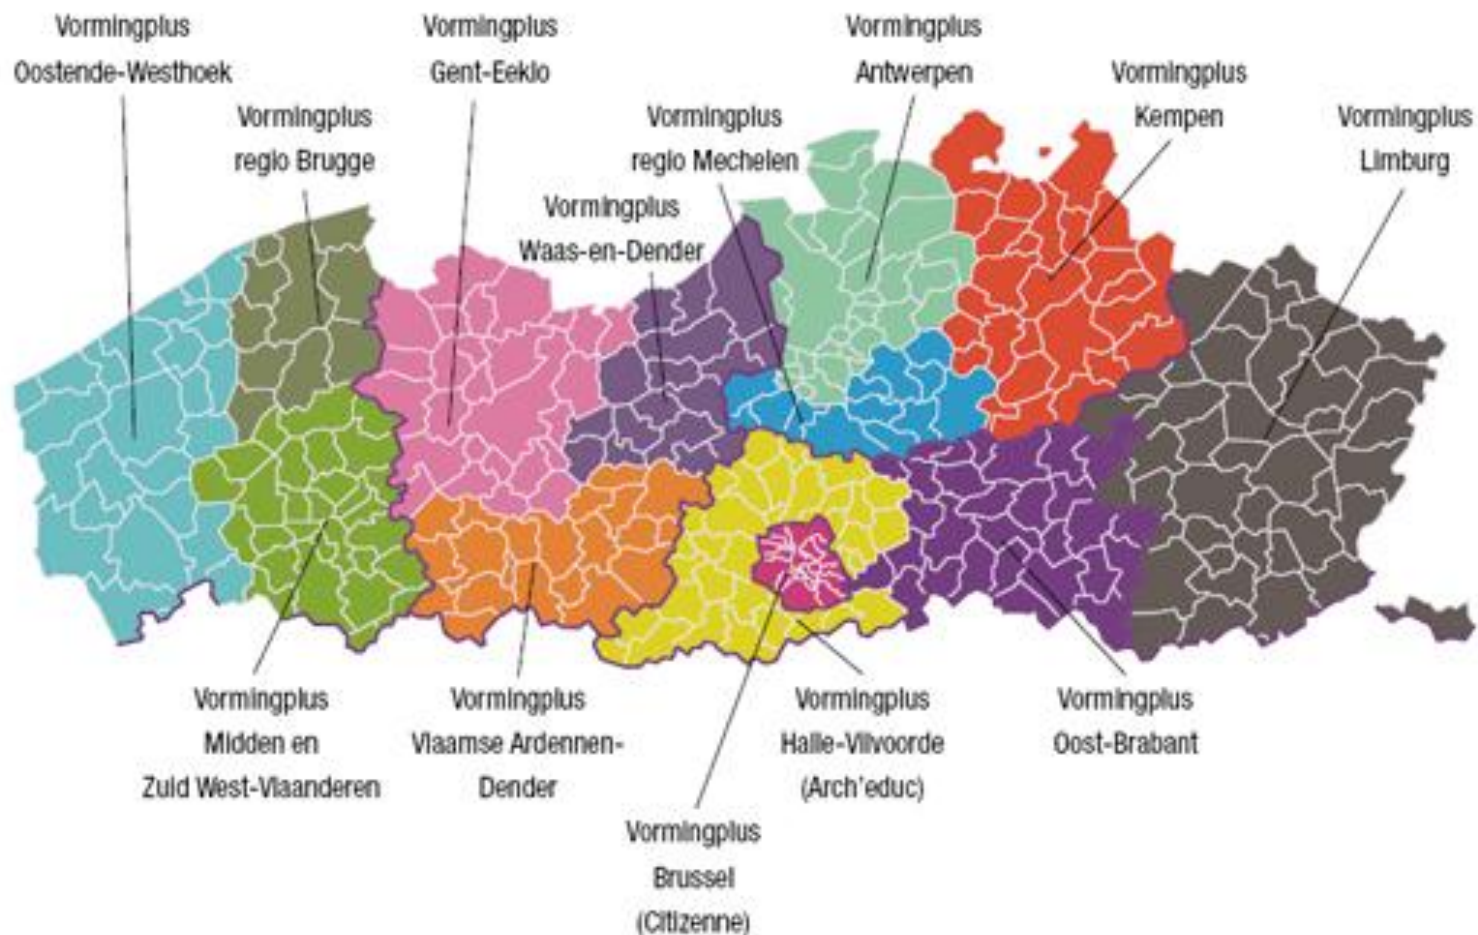 Vormingplus
Oostende-Westhoek
Vormingplus
regio Brugge
Vormingplus
Gent-Eeklo
Vormingplus
Waas-en-Dender
Vormingplus
regio Mechelen
Vormingplus
Antwerpen
Vormingplus
Kempen
Vormingplus
Limburg
Vormingplus
Midden en
Zuid West-Vlaanderen
Vormingplus
Vlaamse Ardennen-
Dender
Vormingplus
Brussel
(Citizenne)
Vormingplus
Halle-Vilvoorde
(Arch'educ)
Vormingplus
Oost-Brabant